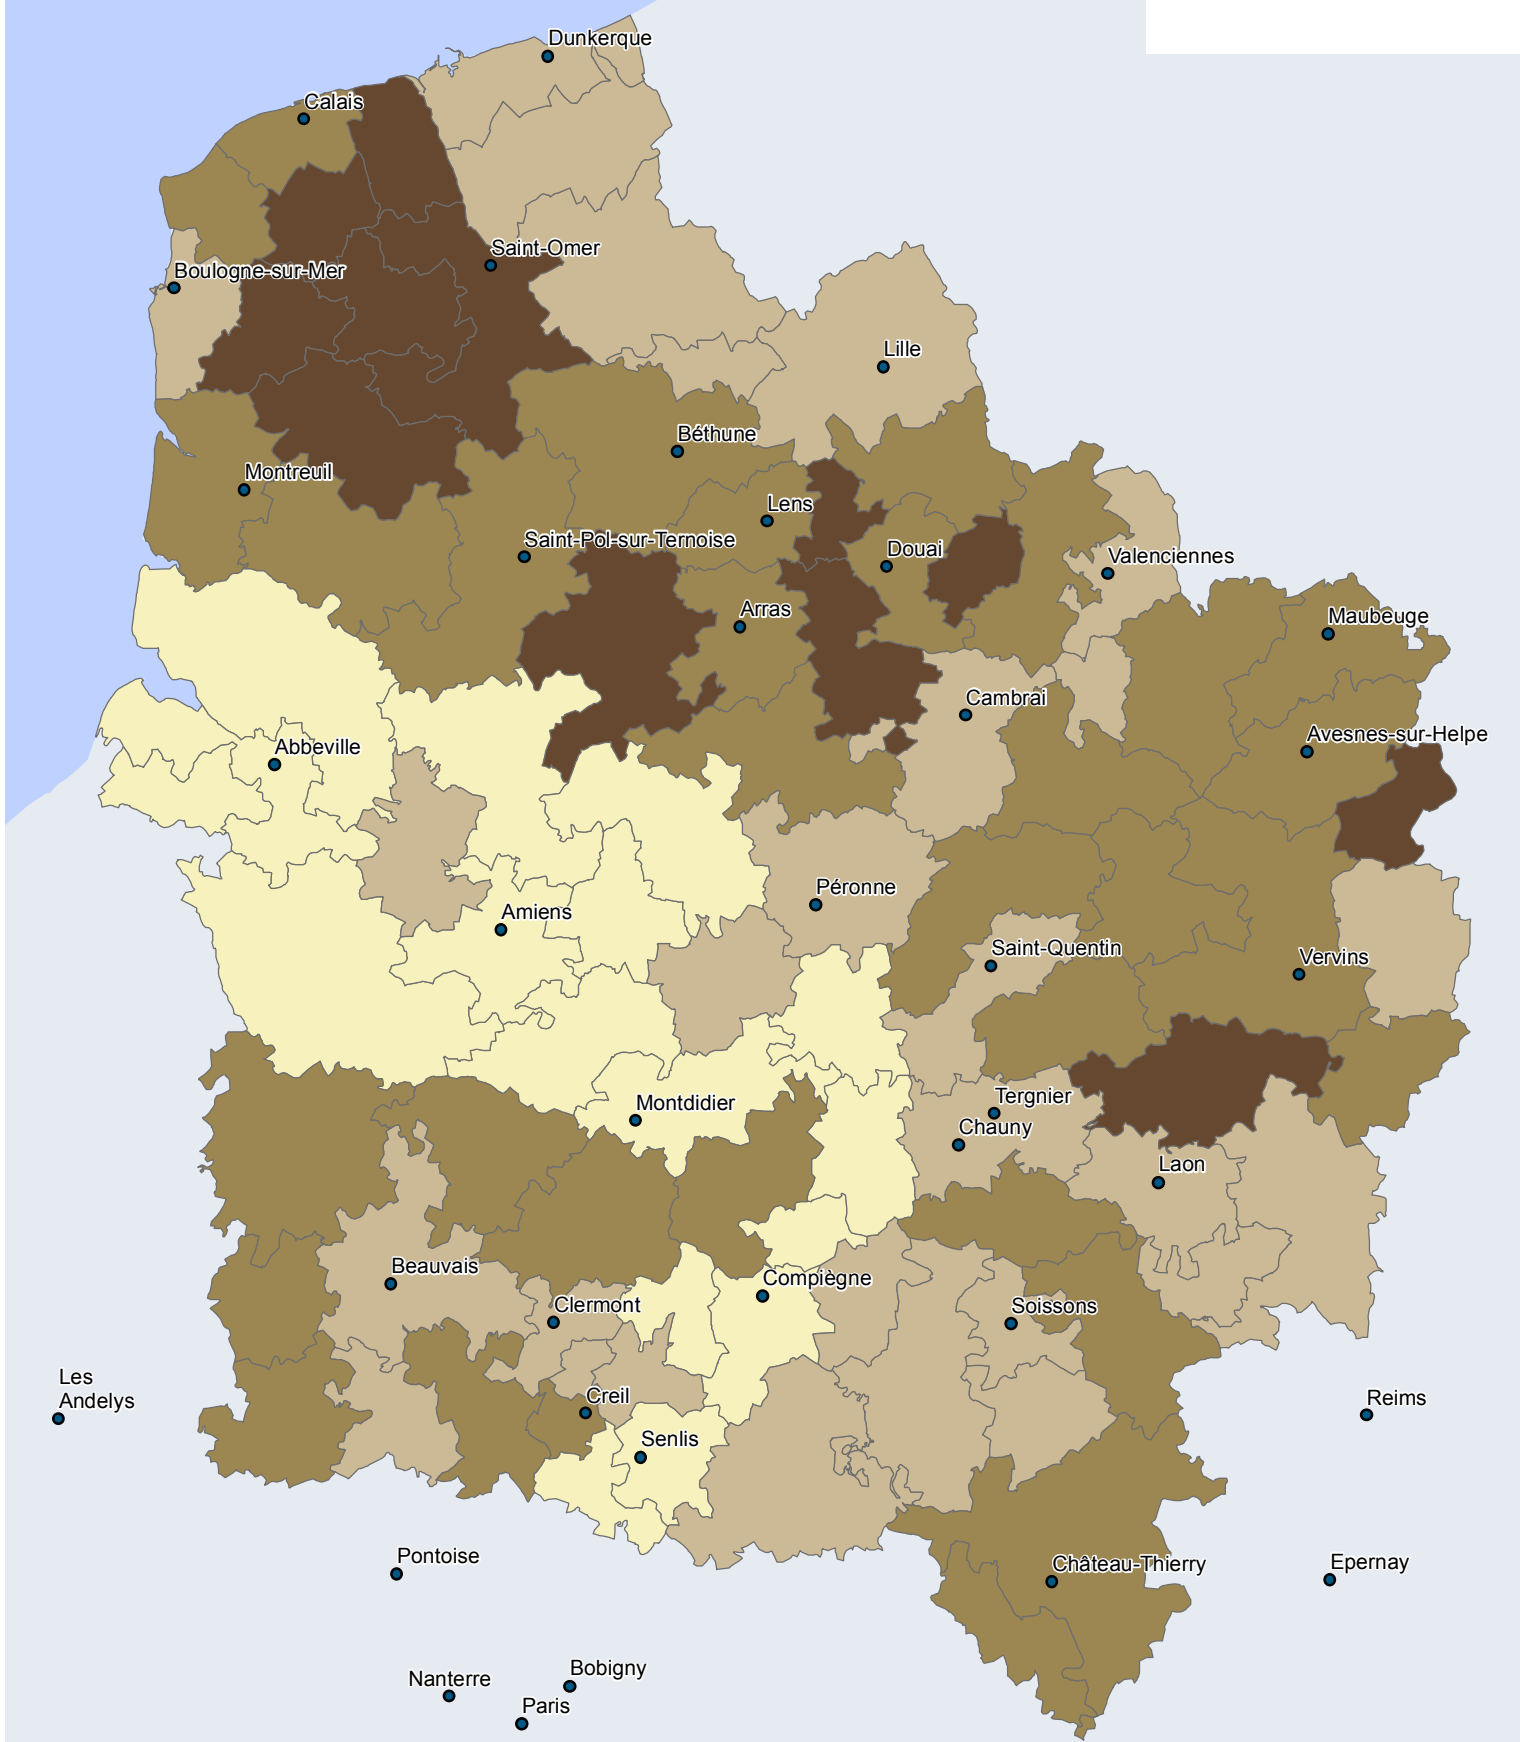 Dunkerque
Calais
Saint-Omer
Boulogne-sur-Mer
Lille
Béthune
Montreuil
Lens
Saint-Pol-sur-Ternoise
Douai
Valenciennes
Arras
Maubeuge
Cambrai
Avesnes-sur-Helpe
Abbeville
Péronne
Amiens
Saint-Quentin
Vervins
Montdidier
Tergnier
Chauny
Laon
Beauvais
Compiègne
Clermont
Soissons
Les
Andelys
Creil
Reims
Senlis
Pontoise
Château-Thierry
Epernay
Bobigny
Nanterre
Paris